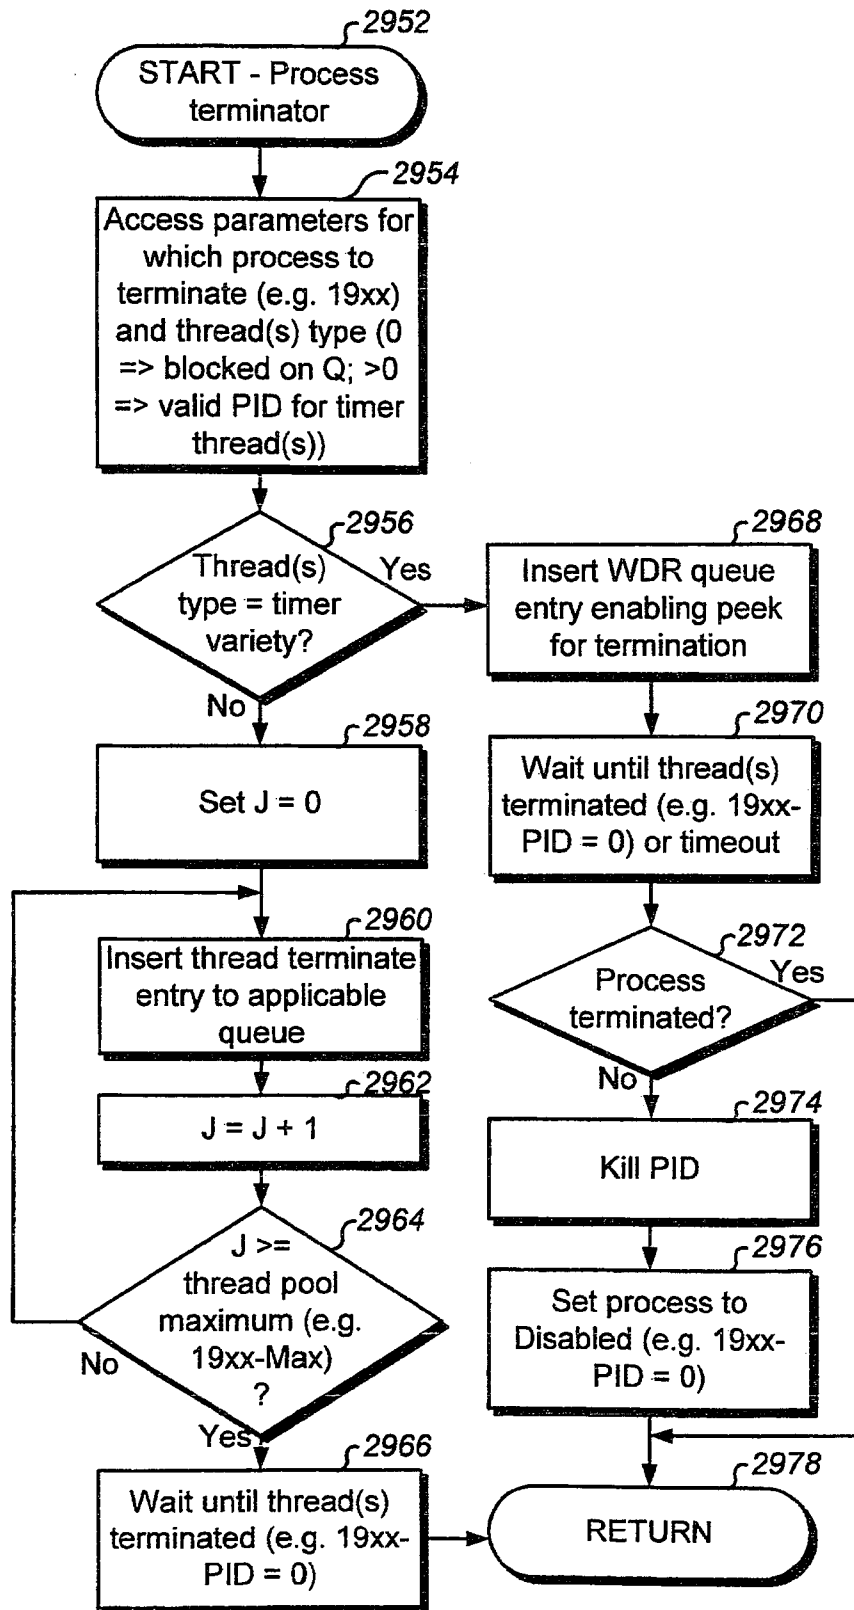 2952
START - Process
terminator
2954
Access parameters for
which process to
terminate (e.g. 19xx)
and thread(s) type (0
=> blocked on Q; >0
=> valid PID for timer
thread(s))
2956
Thread(s)
type = timer
variety?
Yes
No
2958
Set J = 0
2960
Insert thread terminate
entry to applicable
queue
2962
J = J + 1
2964
J >=
thread pool
maximum (e.g.
19xx-Max)
?
No
Yes
2966
Wait until thread(s)
terminated (e.g. 19xx-
PID = 0)
2968
Insert WDR queue
entry enabling peek
for termination
2970
Wait until thread(s)
terminated (e.g. 19xx-
PID = 0) or timeout
2972
Process
terminated?
Yes
No
2974
Kill PID
2976
Set process to
Disabled (e.g. 19xx-
PID = 0)
2978
RETURN